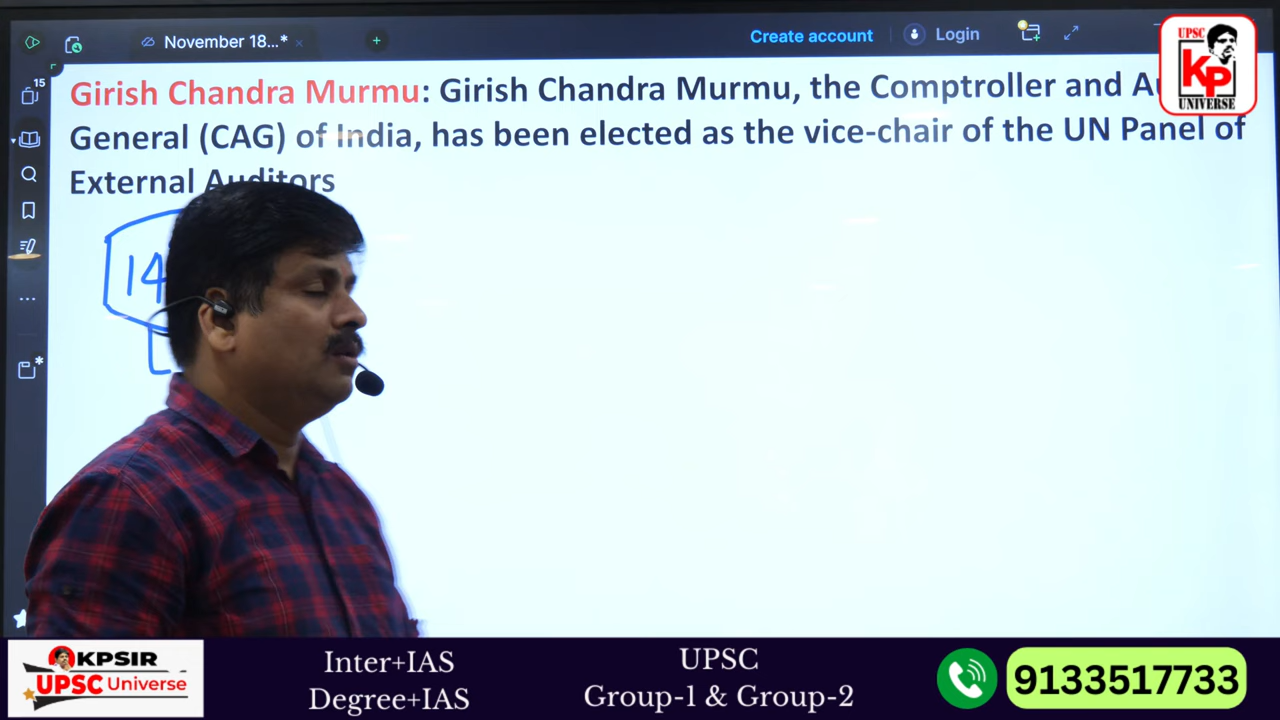 November 18...*
Create account
Login
15
Girish Chandra Murmu: Girish Chandra Murmu, the Comptroller and Au
General (CAG) of India, has been elected as the vice-chair of the UN Panel of
External Auditors
14
UPSC
KP
UNIVERSE
KPSIR
UPSC Universe
Inter+IAS
Degree+IAS
UPSC
Group-1 & Group-2
9133517733